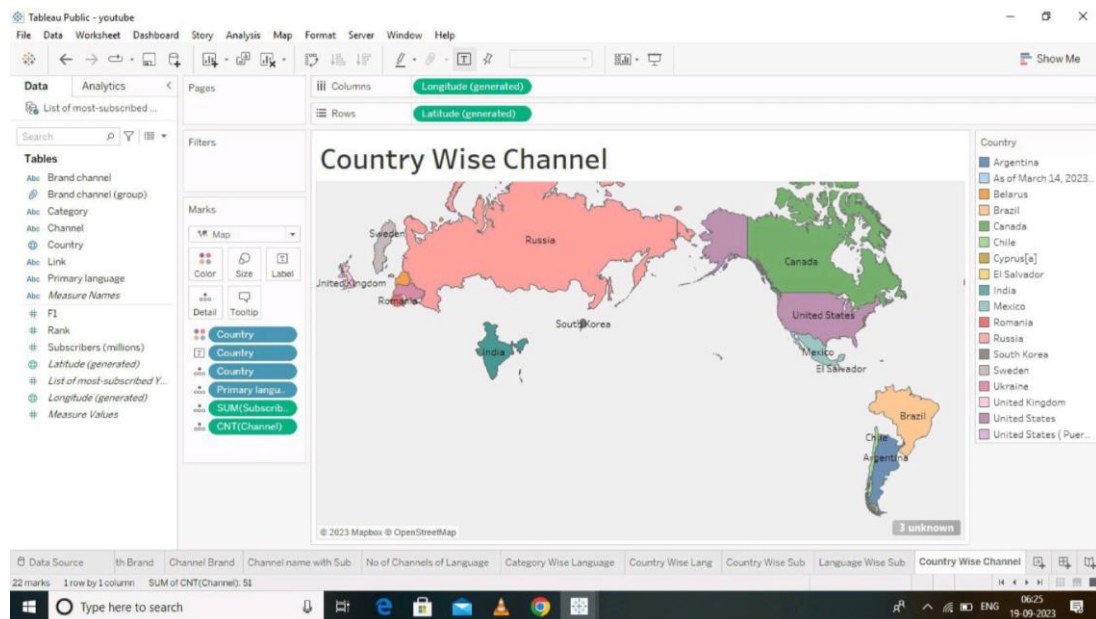 Tableau Public - youtube
File Data Worksheet Dashboard Story Analysis Map Format Server Window Help
Show Me
Data Analytics
List of most-subscribed ...
Search
Tables
Abc Brand channel
Brand channel (group)
Abc Category
Abc Channel
Country
Abc Link
Abc Primary language
Abc Measure Names
# F1
# Rank
# Subscribers (millions)
Latitude (generated)
# List of most-subscribed Y...
Longitude (generated)
# Measure Values
Pages
Filters
Marks
Map
Color Size Label
Detail Tooltip
Country
Country
Country
Primary langu..
SUM(Subscrib..
CNT(Channel)
Columns Longitude (generated)
Rows Latitude (generated)
Country Wise Channel
Sweden
Russia
Canada
United Kingdom
Romania
United States
South Korea
India
Mexico
El Salvador
Brazil
Chile
Argentina
© 2023 Mapbox © OpenStreetMap
3 unknown
Country
Argentina
As of March 14, 2023...
Belarus
Brazil
Canada
Chile
Cyprus[a]
El Salvador
India
Mexico
Romania
Russia
South Korea
Sweden
Ukraine
United Kingdom
United States
United States ( Puer...
Data Source th Brand Channel Brand Channel name with Sub No of Channels of Language Category Wise Language Country Wise Lang Country Wise Sub Language Wise Sub Country Wise Channel
22 marks 1 row by 1 column SUM of CNT(Channel): 51
Type here to search
ENG
06:25
19-09-2023